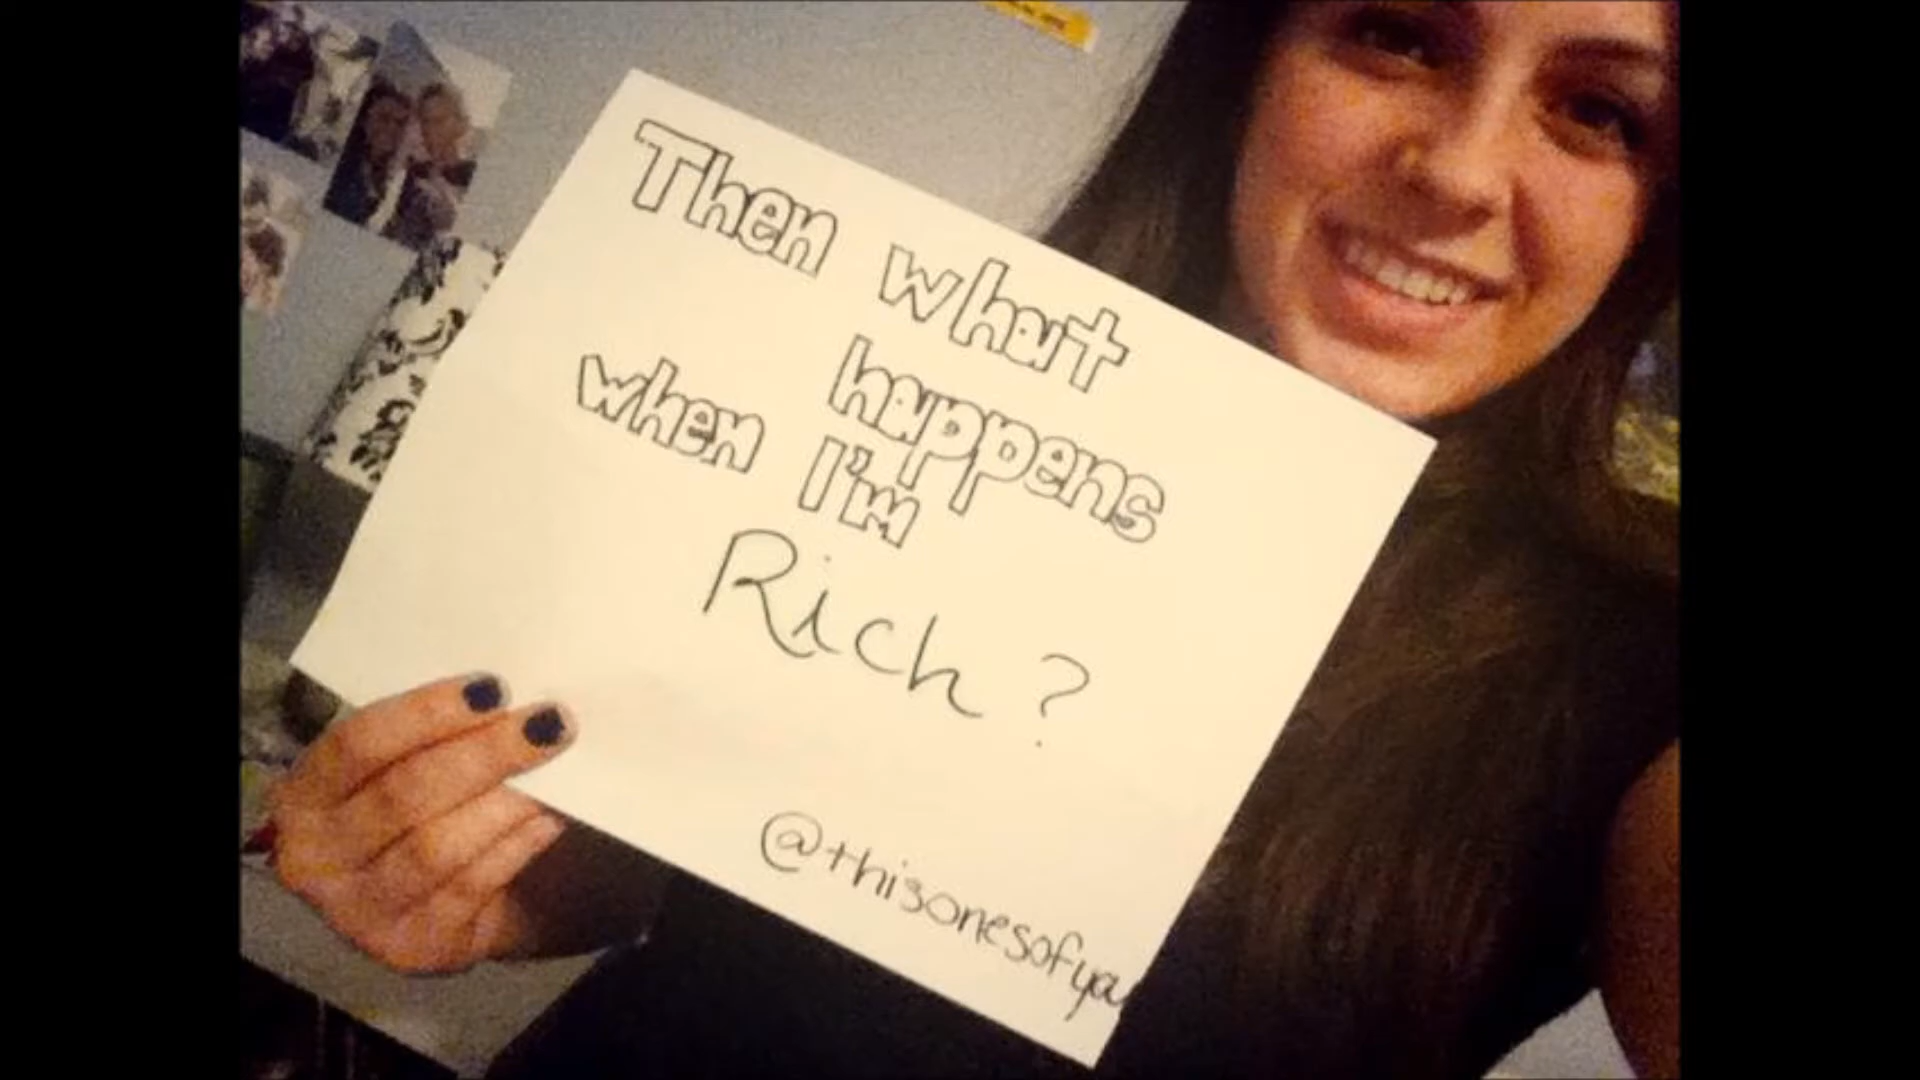 Then what
happens
when I'm
Rich?
@thisonesofya